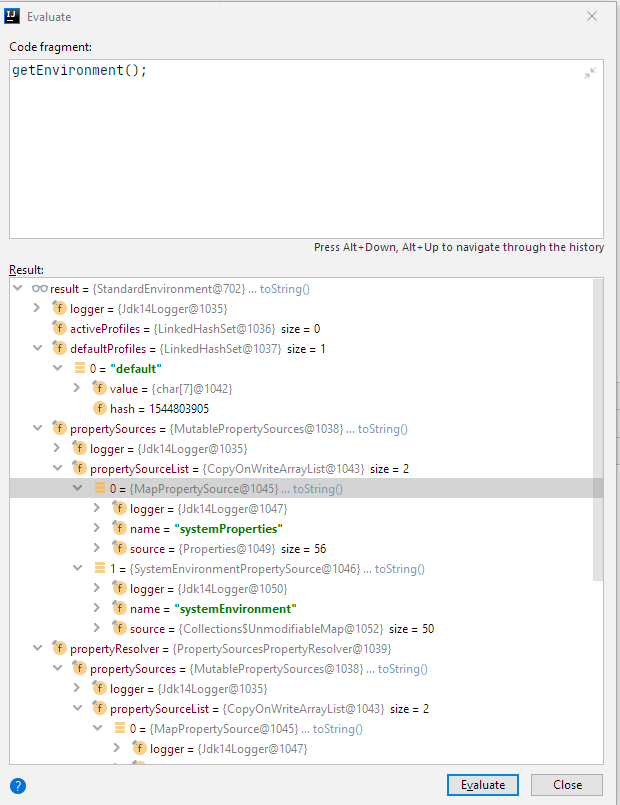 IJ Evaluate
Code fragment:
getEnvironment();
Press Alt+Down, Alt+Up to navigate through the history
Result:
result = {StandardEnvironment@702} ... toString()
f logger = {Jdk14Logger@1035}
f activeProfiles = {LinkedHashSet@1036} size = 0
f defaultProfiles = {LinkedHashSet@1037} size = 1
0 = "default"
f value = {char[7]@1042}
f hash = 1544803905
f propertySources = {MutablePropertySources@1038} ... toString()
f logger = {Jdk14Logger@1035}
f propertySourceList = {CopyOnWriteArrayList@1043} size = 2
0 = {MapPropertySource@1045} ... toString()
f logger = {Jdk14Logger@1047}
f name = "systemProperties"
f source = {Properties@1049} size = 56
1 = {SystemEnvironmentPropertySource@1046} ... toString()
f logger = {Jdk14Logger@1050}
f name = "systemEnvironment"
f source = {Collections$UnmodifiableMap@1052} size = 50
f propertyResolver = {PropertySourcesPropertyResolver@1039}
f propertySources = {MutablePropertySources@1038} ... toString()
f logger = {Jdk14Logger@1035}
f propertySourceList = {CopyOnWriteArrayList@1043} size = 2
0 = {MapPropertySource@1045} ... toString()
f logger = {Jdk14Logger@1047}
? Evaluate Close